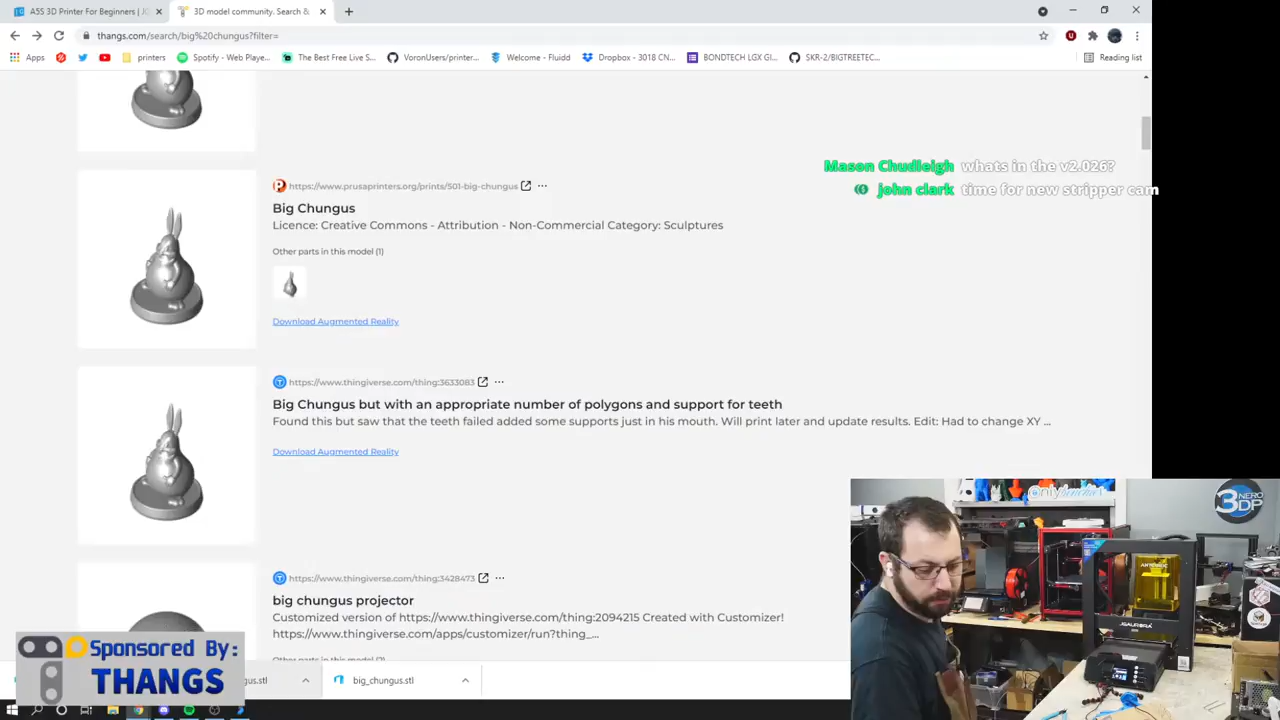 A5S 3D Printer For Beginners | J
3D model community. Search &
thangs.com/search/big%20chungus?filter=
Apps
printers
Spotify - Web Playe...
The Best Free Live S...
VoronUsers/printer...
Welcome - Fluidd
Dropbox - 3018 CN...
BONDTECH LGX Gl...
SKR-2/BIGTREETEC...
Reading list
Mason Chudleigh whats in the v2.026?
john clark time for new stripper cam
https://www.prusaprinters.org/prints/501-big-chungus
Big Chungus
Licence: Creative Commons - Attribution - Non-Commercial Category: Sculptures
Other parts in this model (1)
Download Augmented Reality
https://www.thingiverse.com/thing:3633083
Big Chungus but with an appropriate number of polygons and support for teeth
Found this but saw that the teeth failed added some supports just in his mouth. Will print later and update results. Edit: Had to change XY ...
Download Augmented Reality
https://www.thingiverse.com/thing:3428473
big chungus projector
Customized version of https://www.thingiverse.com/thing:2094215 Created with Customizer!
https://www.thingiverse.com/apps/customizer/run?thing_...
Sponsored By:
THANGS
gus.stl
big_chungus.stl
3
NERO
3DP
JGAURORA